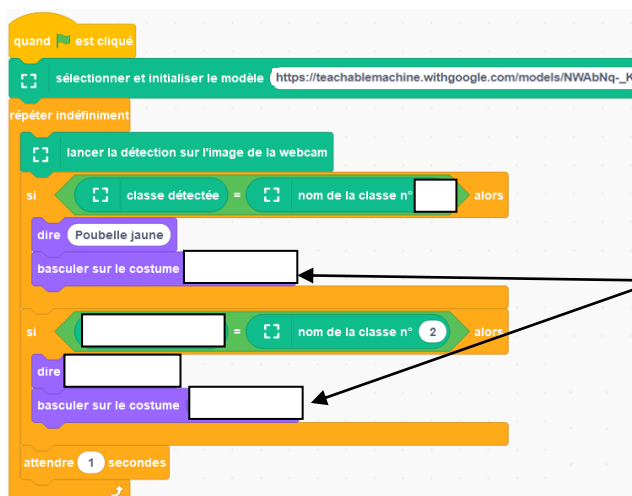 quand est cliqué
sélectionner et initialiser le modèle https://teachablemachine.withgoogle.com/models/NWAbNq-_K
répéter indéfiniment
lancer la détection sur l'image de la webcam
si classe détectée = nom de la classe n° alors
dire Poubelle jaune
basculer sur le costume
si = nom de la classe n° 2 alors
dire
basculer sur le costume
attendre 1 secondes